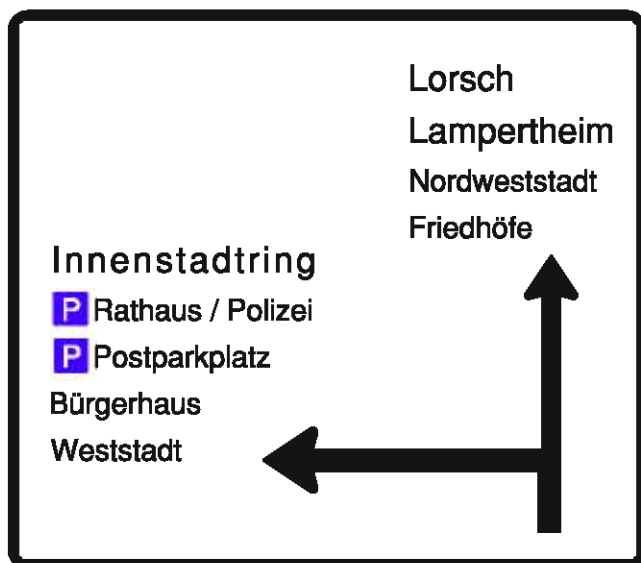 Lorsch
Lampertheim
Nordweststadt
Friedhöfe
Innenstadtring
P Rathaus / Polizei
P Postparkplatz
Bürgerhaus
Weststadt